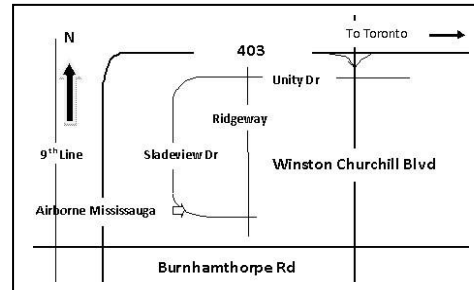 To Toronto
N
403
Unity Dr
Ridgeway
9th Line
Sladeview Dr
Winston Churchill Blvd
Airborne Mississauga
Burnhamthorpe Rd